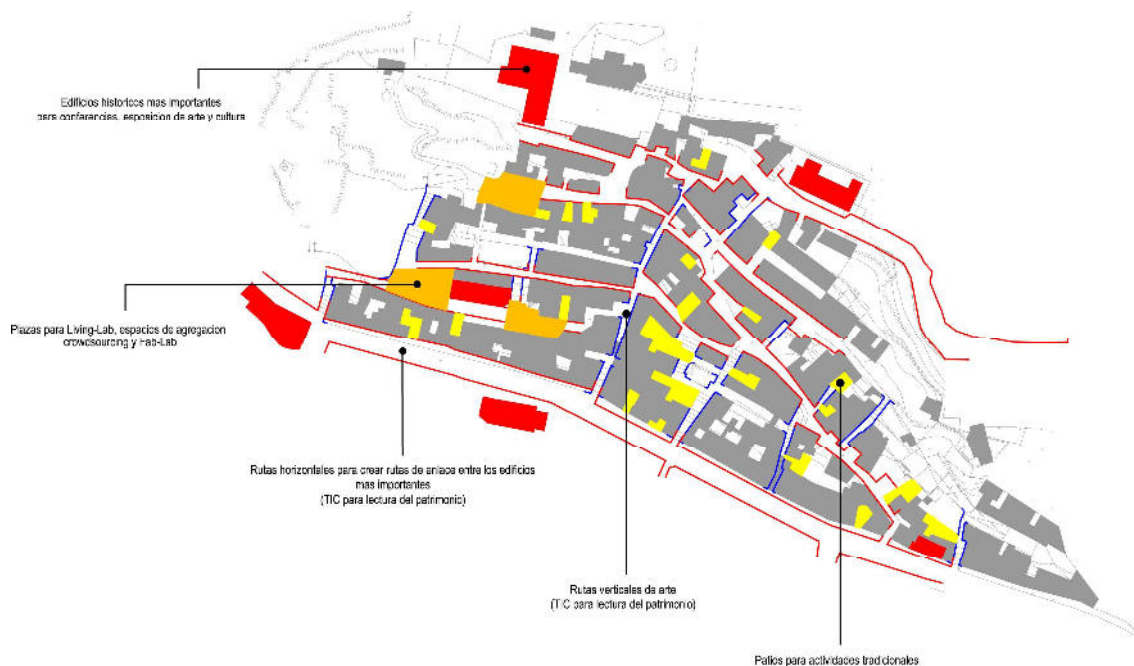 Edificios historicos mas importantes
para conferencias, esposicion de arte y cultura
Plazas para Living-Lab, espacios de agregacion
crowdsourcing y Fab-Lab
Rutas horizontales para crear rutas de enlace entre los edificios
mas importantes
(TIC para lectura del patrimonio)
Rutas verticales de arte
(TIC para lectura del patrimonio)
Patios para actividades tradicionales